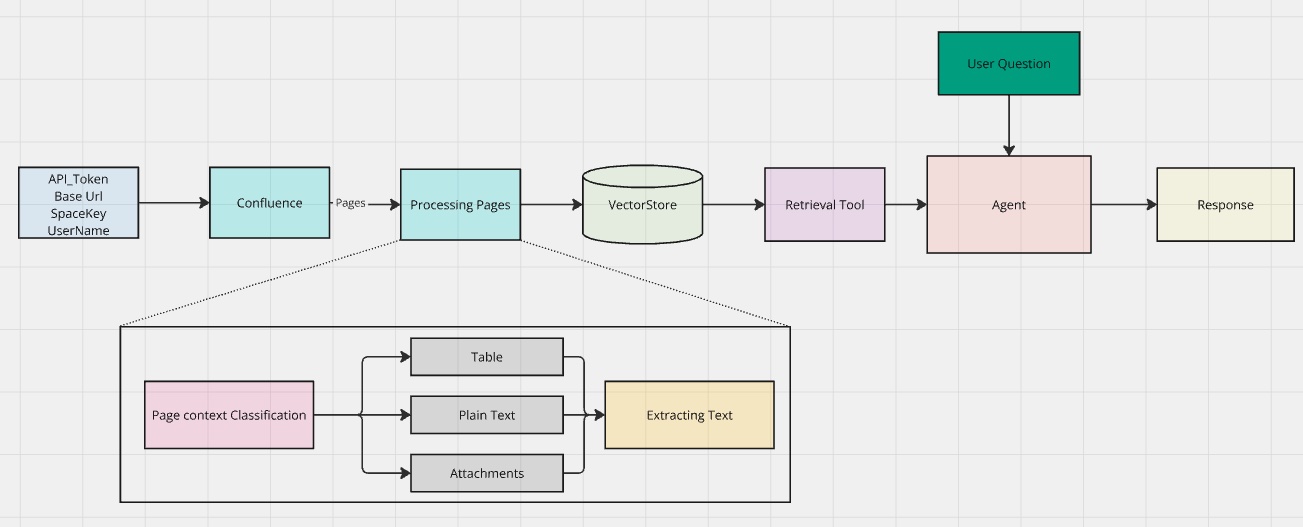 User Question
API_Token
Base Url
SpaceKey
UserName
Confluence
Pages
Processing Pages
VectorStore
Retrieval Tool
Agent
Response
Table
Page context Classification
Plain Text
Extracting Text
Attachments